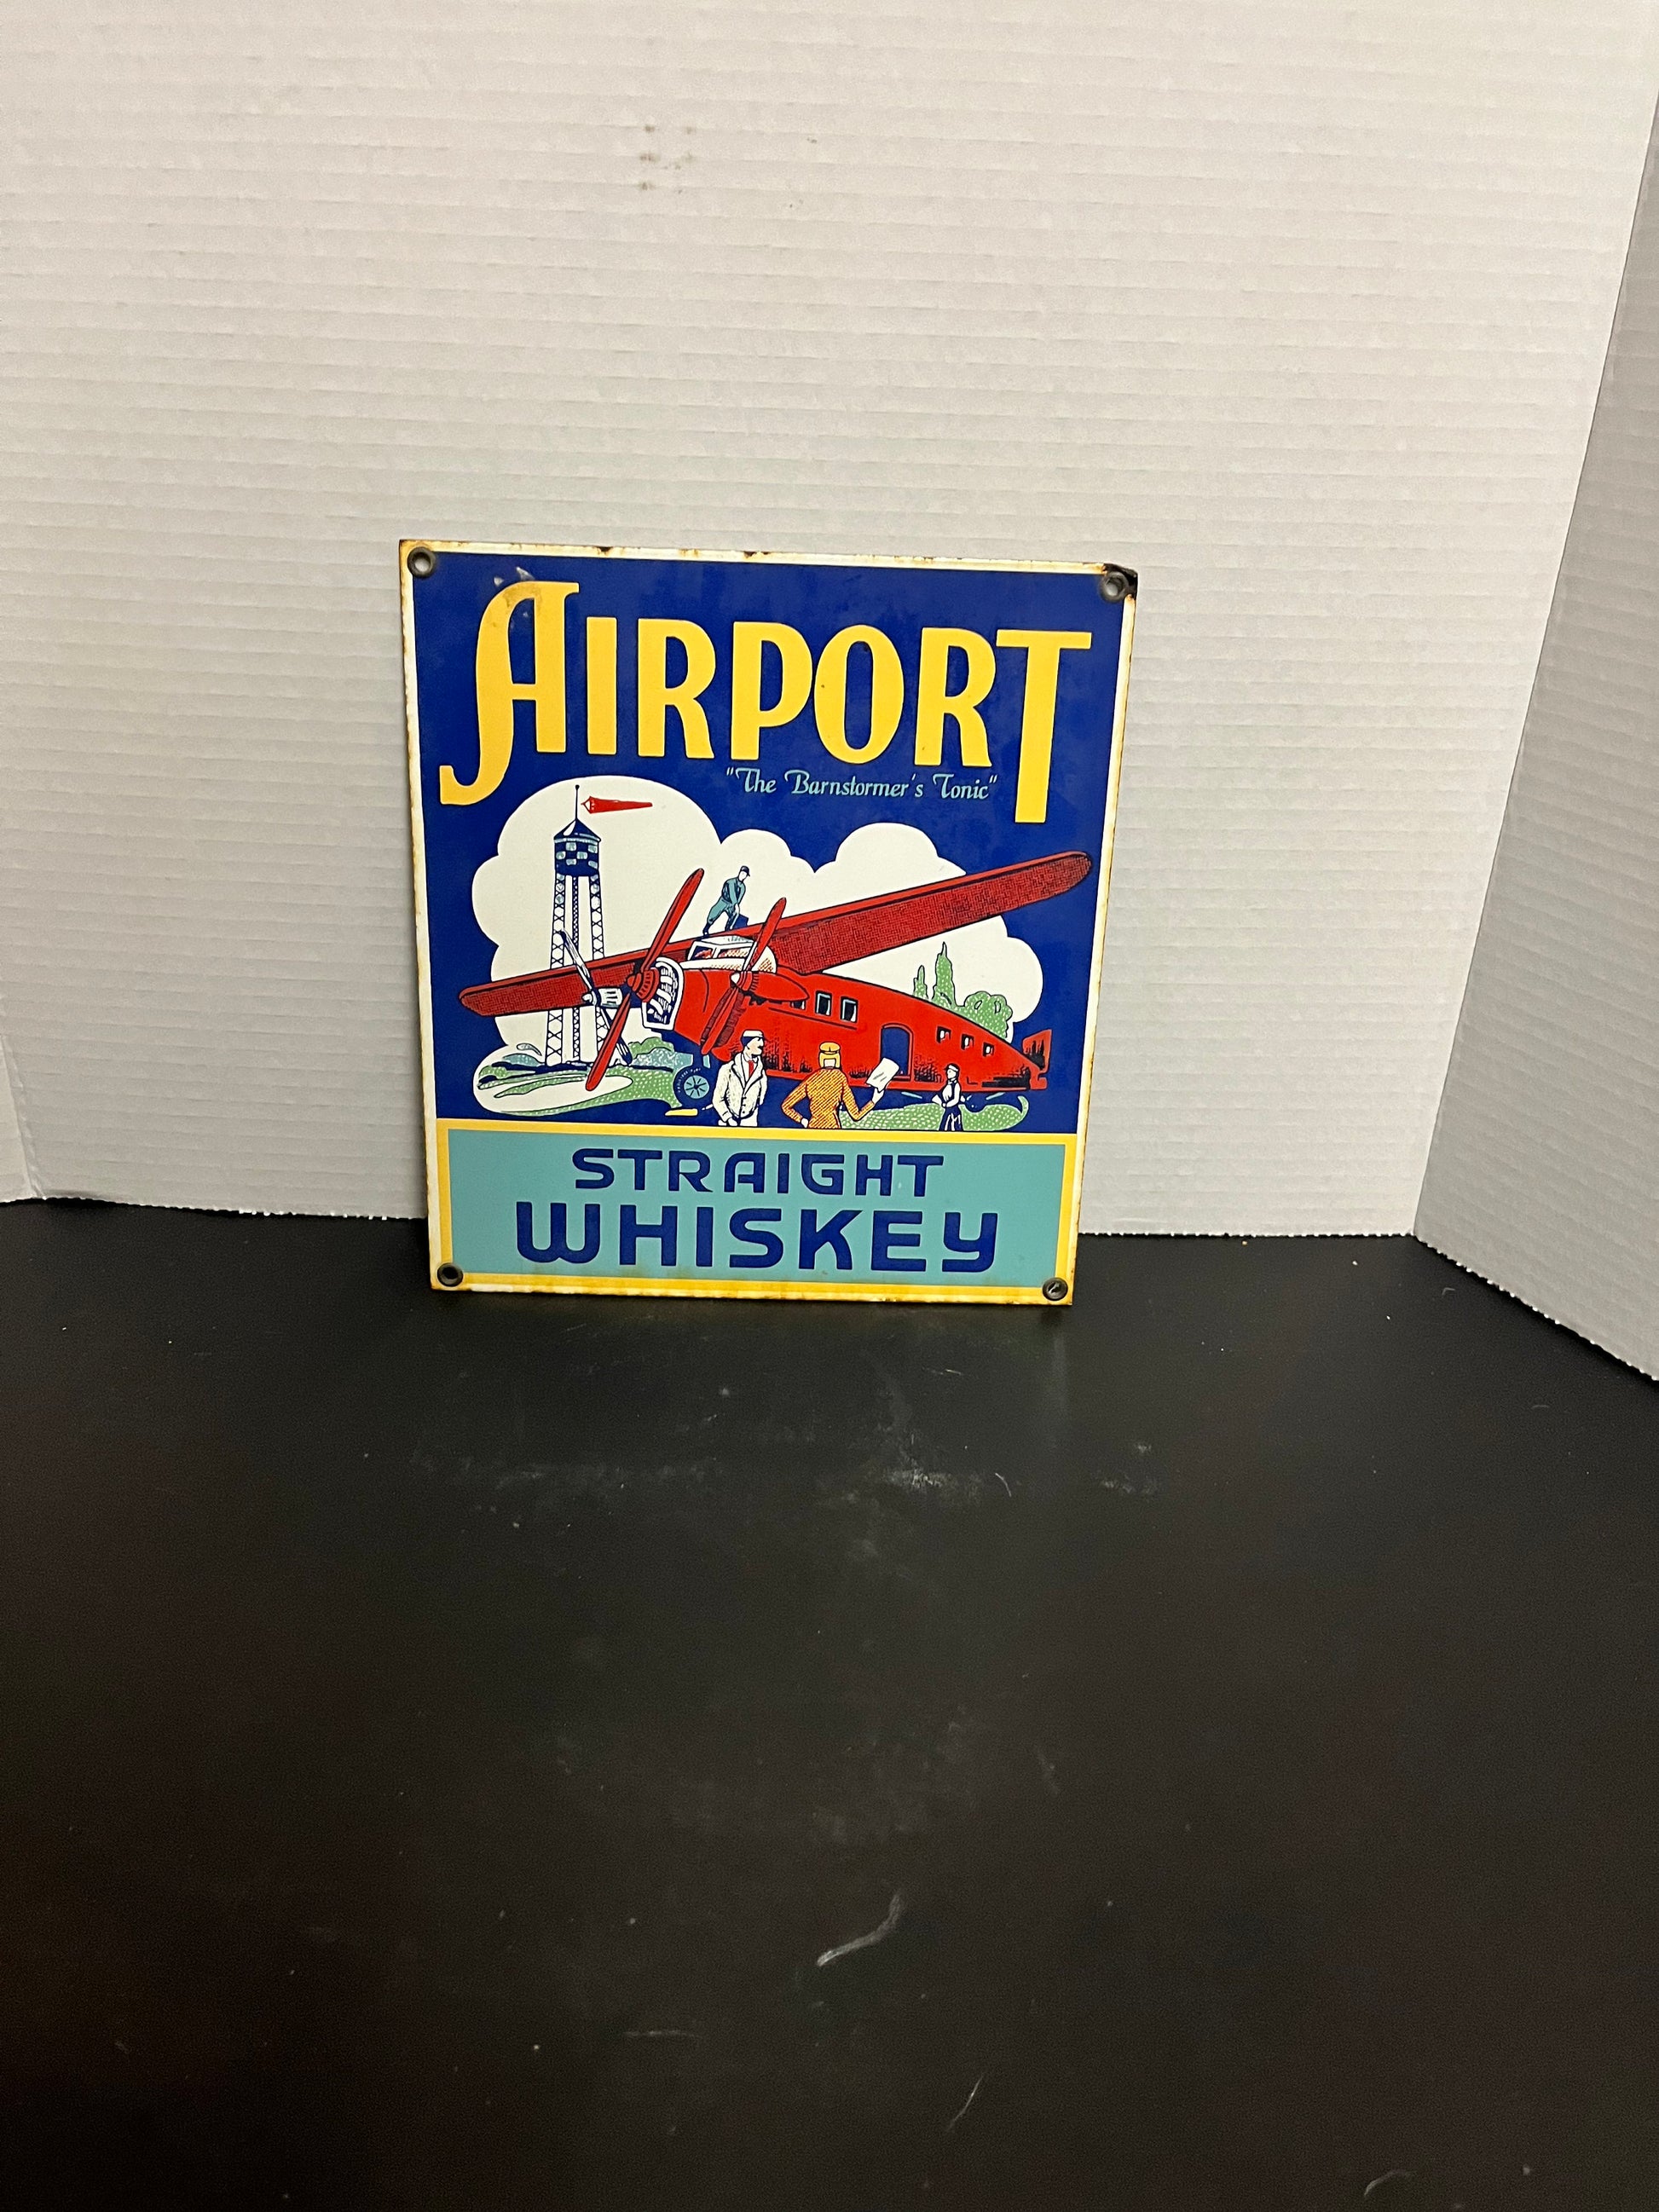 AIRPORT
"The Barnstormer's Tonic"
STRAIGHT
WHISKEY